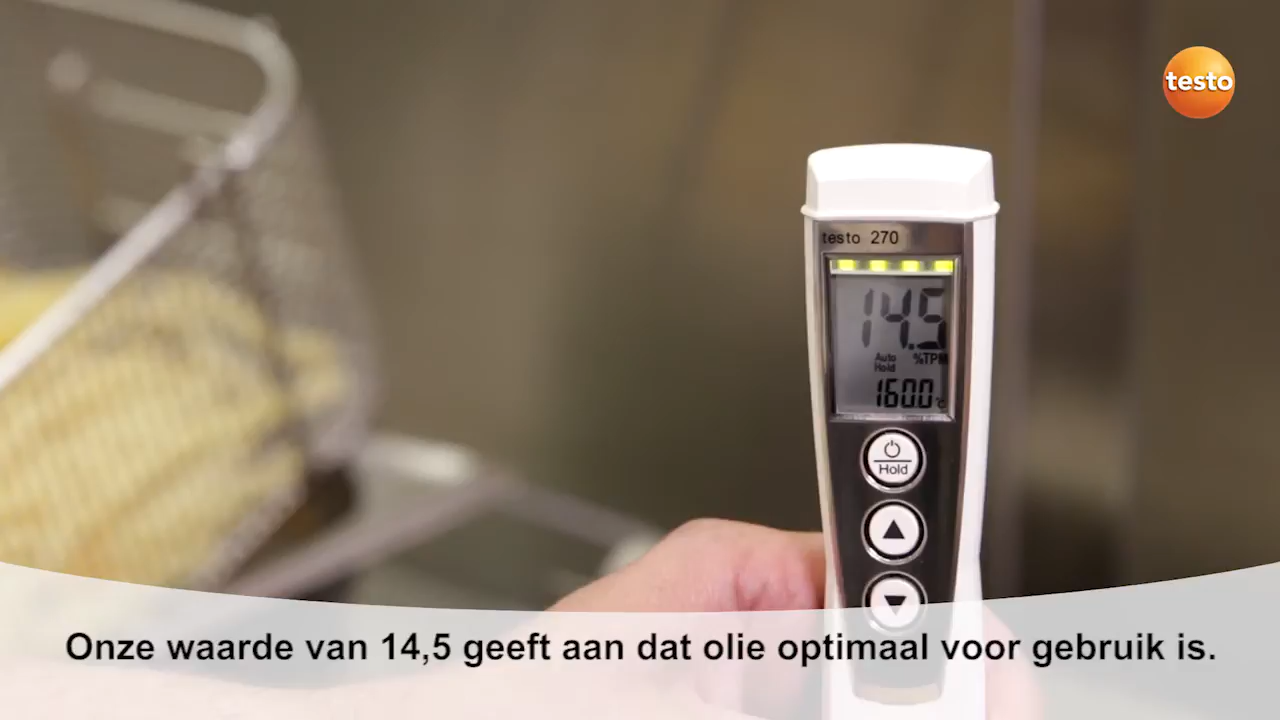 testo
testo 270
14.5
Auto
Hold
%TPM
160.0 °C
Hold
Onze waarde van 14,5 geeft aan dat olie optimaal voor gebruik is.